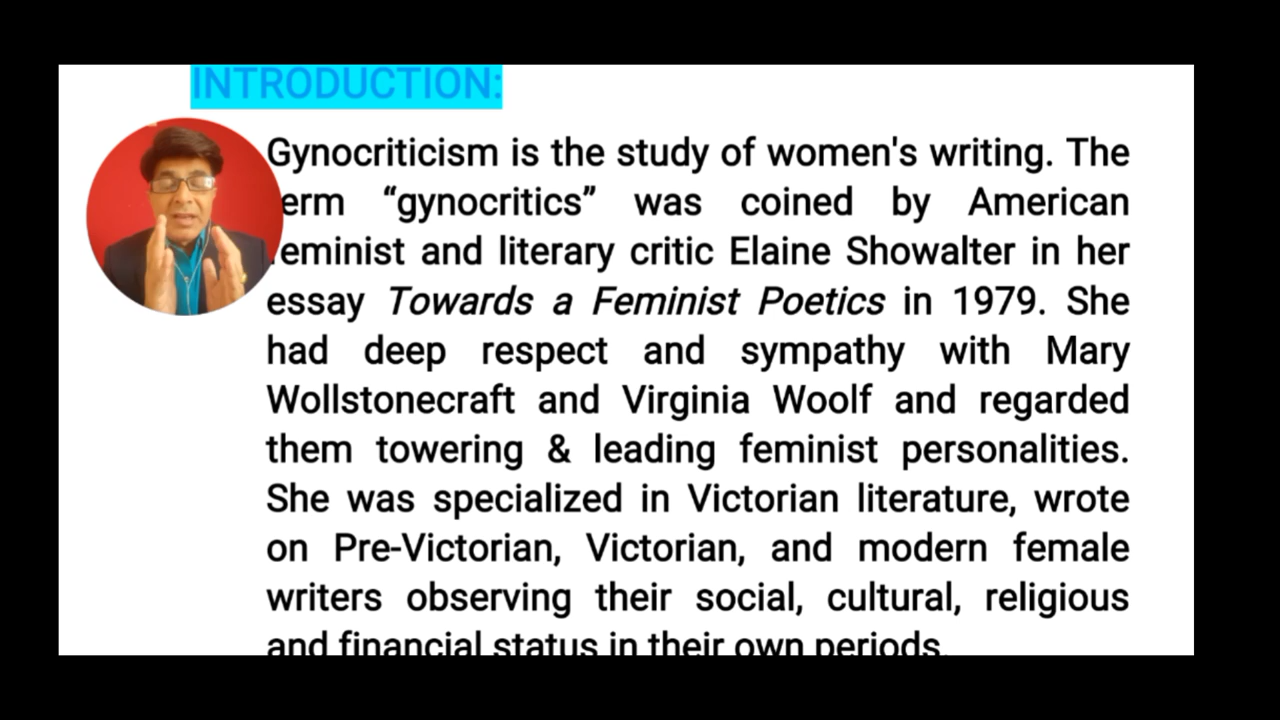 INTRODUCTION:
Gynocriticism is the study of women's writing. The
erm “gynocritics” was coined by American
eminist and literary critic Elaine Showalter in her
essay Towards a Feminist Poetics in 1979. She
had deep respect and sympathy with Mary
Wollstonecraft and Virginia Woolf and regarded
them towering & leading feminist personalities.
She was specialized in Victorian literature, wrote
on Pre-Victorian, Victorian, and modern female
writers observing their social, cultural, religious
and financial status in their own periods.